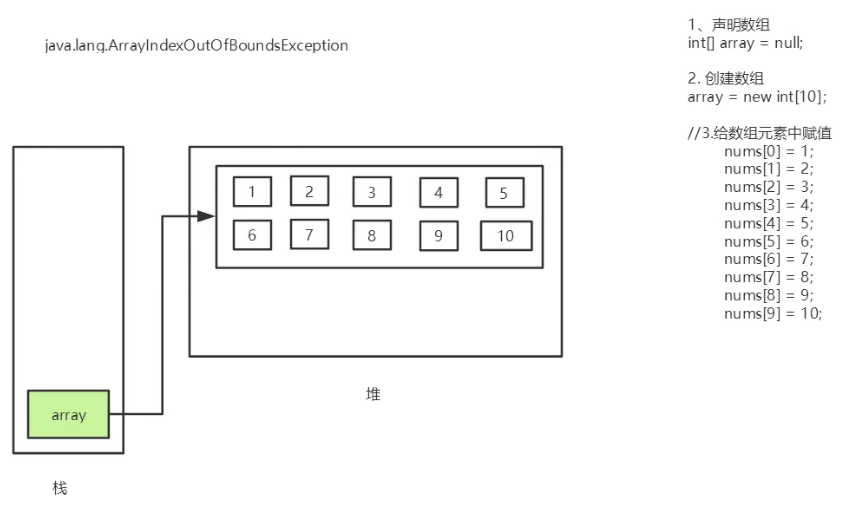 java.lang.ArrayIndexOutOfBoundsException
1、声明数组
int[] array = null;
2. 创建数组
array = new int[10];
//3.给数组元素中赋值
nums[0] = 1;
nums[1] = 2;
nums[2] = 3;
nums[3] = 4;
nums[4] = 5;
nums[5] = 6;
nums[6] = 7;
nums[7] = 8;
nums[8] = 9;
nums[9] = 10;
1 2 3 4 5
6 7 8 9 10
堆
array
栈